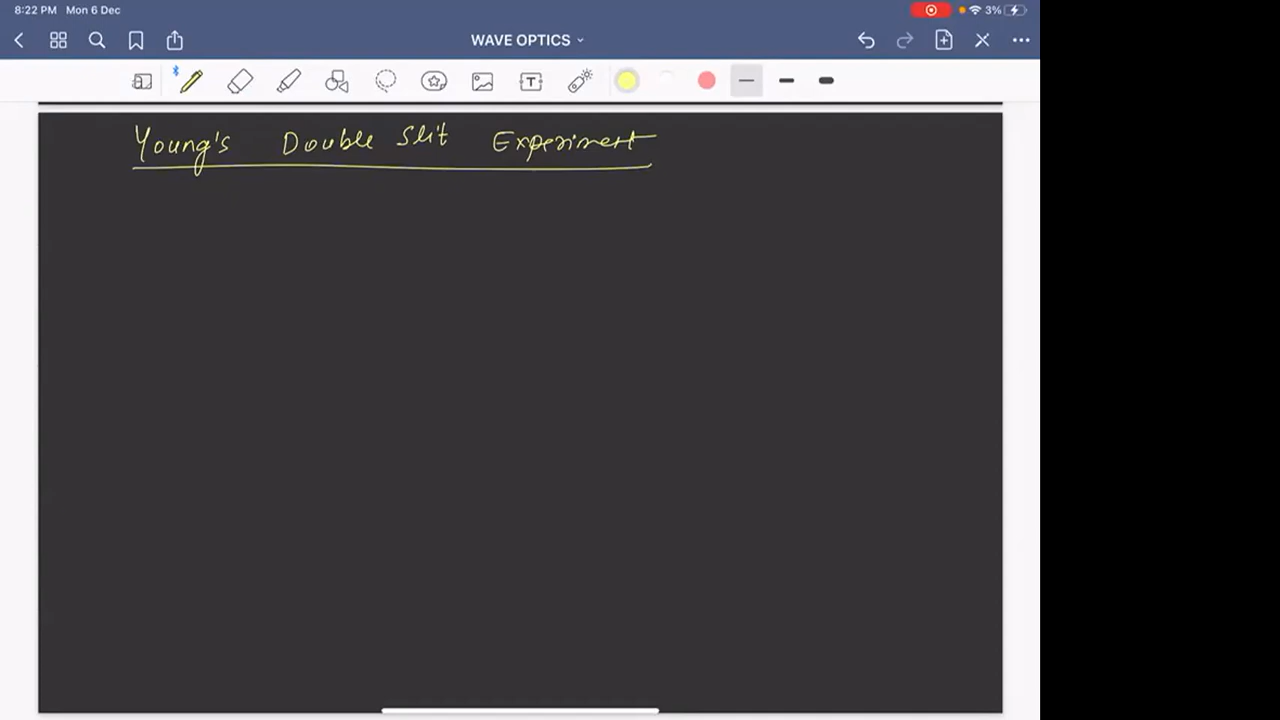 8:22 PM Mon 6 Dec 3%
WAVE OPTICS
T
Young's Double Slit Experiment